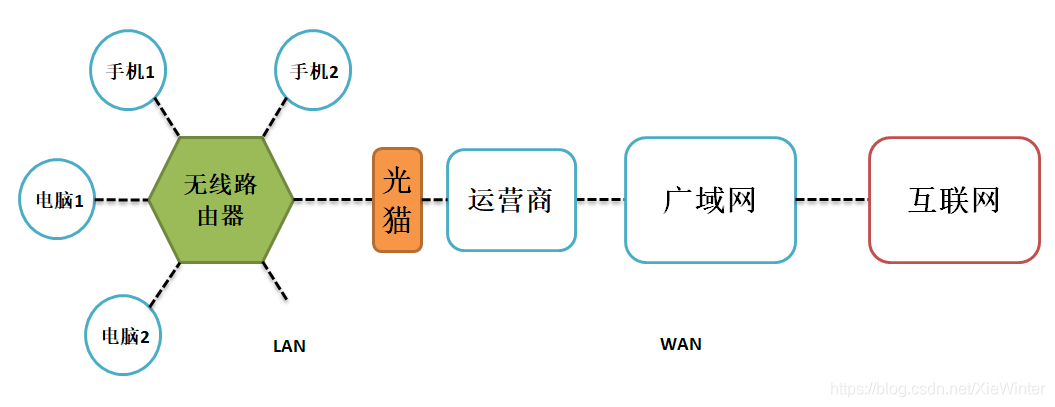 手机1
手机2
电脑1
无线路
由器
光
猫
运营商
广域网
互联网
电脑2
LAN
WAN
https://blog.csdn.net/XieWinter